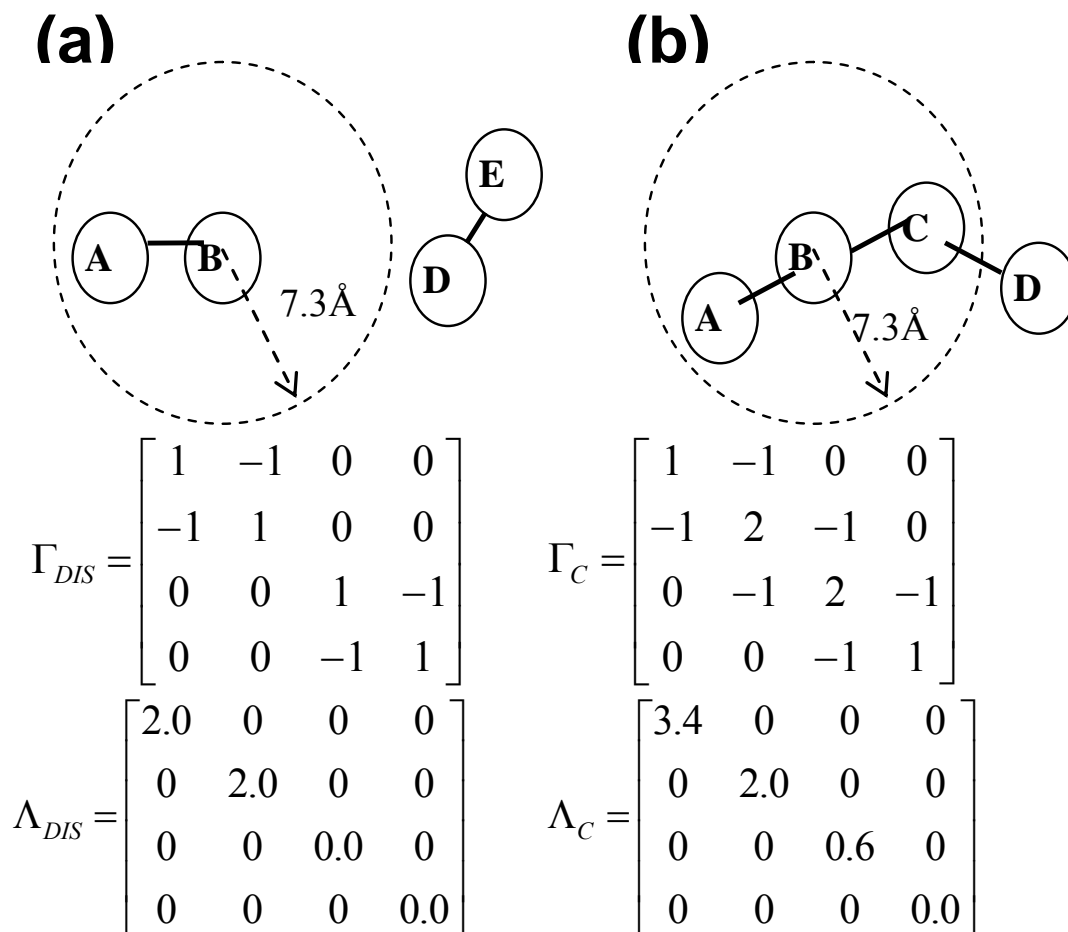 (a)
(b)
A
B
E
D
7.3Å
A
B
C
D
7.3Å
Γ_DIS = [1 −1 0 0
−1 1 0 0
0 0 1 −1
0 0 −1 1]
Γ_C = [1 −1 0 0
−1 2 −1 0
0 −1 2 −1
0 0 −1 1]
Λ_DIS = [2.0 0 0 0
0 2.0 0 0
0 0 0.0 0
0 0 0 0.0]
Λ_C = [3.4 0 0 0
0 2.0 0 0
0 0 0.6 0
0 0 0 0.0]